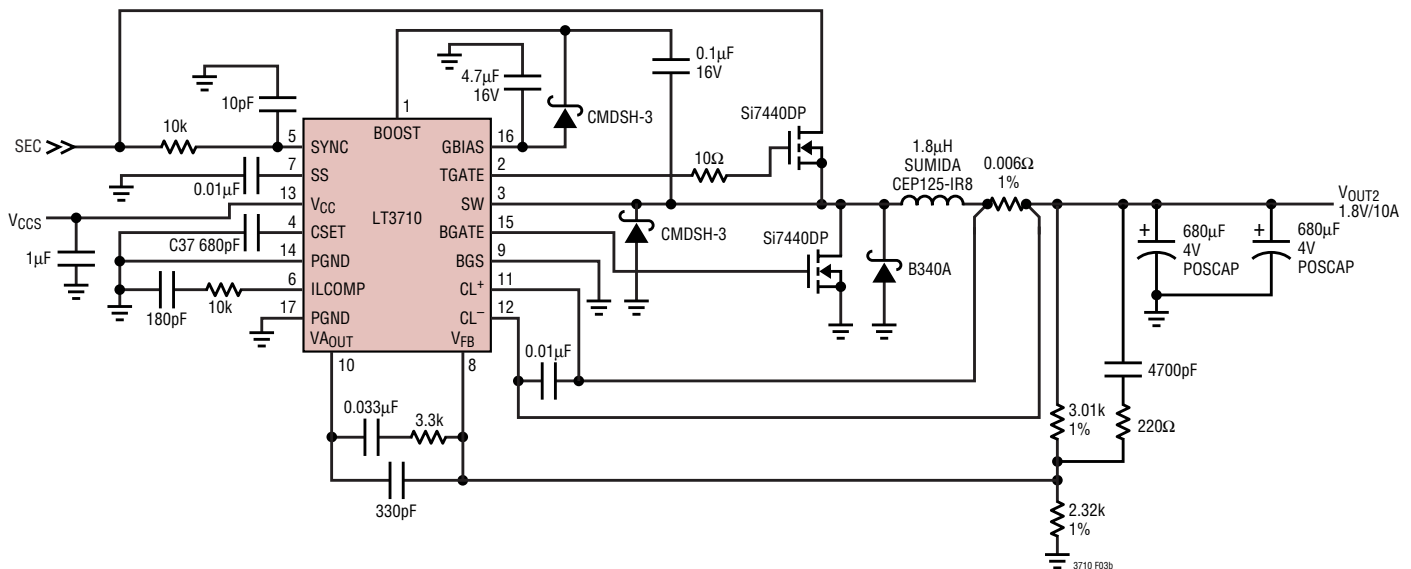 0.1µF
16V
4.7µF
16V
10pF
1
CMDSH-3
Si7440DP
BOOST
SEC
10k
5
SYNC
GBIAS
16
1.8µH
SUMIDA
CEP125-IR8
0.006Ω
1%
7
SS
TGATE
2
10Ω
0.01µF
13
VCC
SW
3
VOUT2
1.8V/10A
VCCS
LT3710
4
CSET
BGATE
15
CMDSH-3
Si7440DP
680µF
4V
POSCAP
680µF
4V
POSCAP
C37 680pF
1µF
14
PGND
BGS
9
B340A
6
ILCOMP
CL+
11
10k
180pF
17
PGND
CL–
12
VAOUT
VFB
10
8
0.01µF
4700pF
0.033µF
3.3k
3.01k
1%
220Ω
330pF
2.32k
1%
3710 F03b